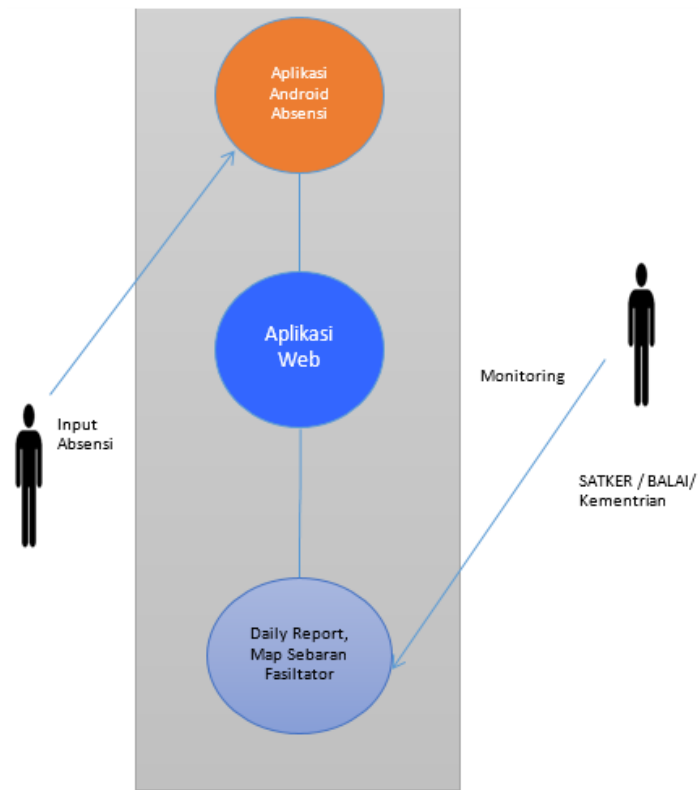 Aplikasi
Android
Absensi
Aplikasi
Web
Monitoring
Input
Absensi
SATKER / BALAI/
Kementrian
Daily Report,
Map Sebaran
Fasiltator